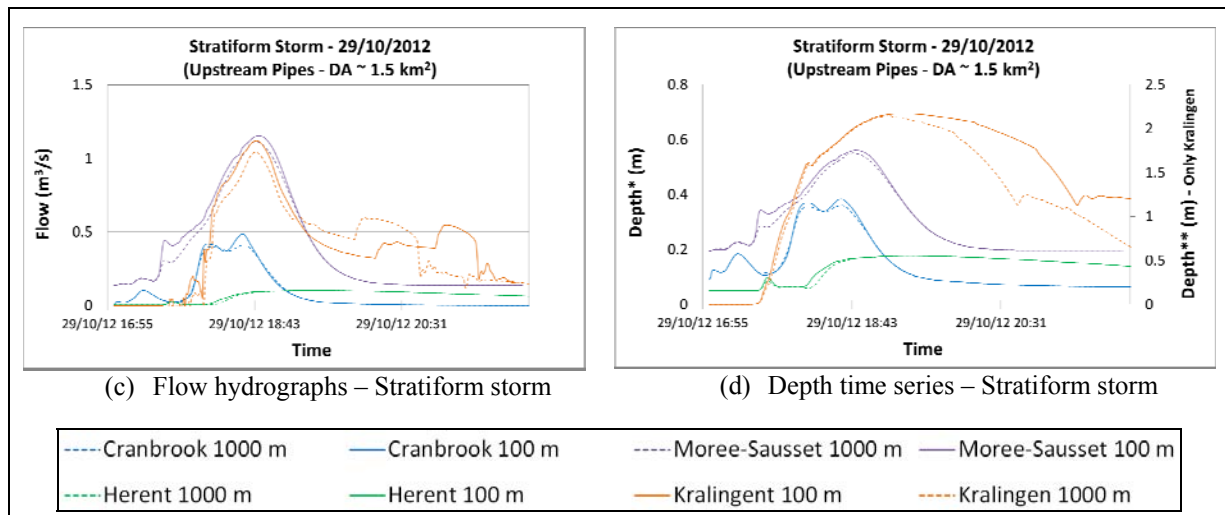 Stratiform Storm - 29/10/2012
(Upstream Pipes - DA ~ 1.5 km²)
1.5
1
0.5
0
Flow (m³/s)
29/10/12 16:55
29/10/12 18:43
29/10/12 20:31
Time
(c) Flow hydrographs – Stratiform storm
Stratiform Storm - 29/10/2012
(Upstream Pipes - DA ~ 1.5 km²)
0.8
0.6
0.4
0.2
0
Depth* (m)
2.5
2
1.5
1
0.5
0
Depth** (m) - Only Kralingen
29/10/12 16:55
29/10/12 18:43
29/10/12 20:31
Time
(d) Depth time series – Stratiform storm
Cranbrook 1000 m
Cranbrook 100 m
Moree-Sausset 1000 m
Moree-Sausset 100 m
Herent 1000 m
Herent 100 m
Kralingent 100 m
Kralingen 1000 m